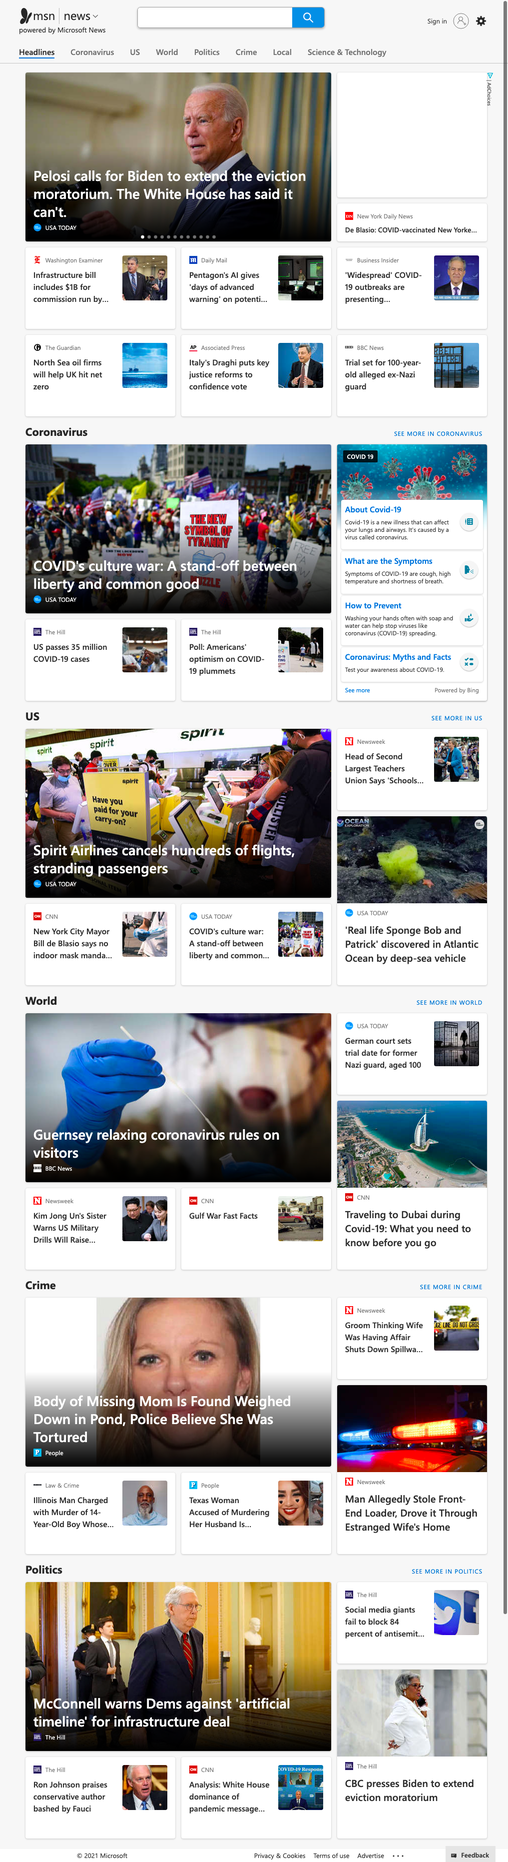 msn news
powered by Microsoft News
Sign in
Headlines Coronavirus US World Politics Crime Local Science & Technology
AdChoices
Pelosi calls for Biden to extend the eviction
moratorium. The White House has said it
can't.
USA TODAY
New York Daily News
De Blasio: COVID-vaccinated New Yorke...
Washington Examiner
Infrastructure bill
includes $1B for
commission run by...
Daily Mail
Pentagon's AI gives
'days of advanced
warning' on potenti...
Business Insider
'Widespread' COVID-
19 outbreaks are
presenting...
The Guardian
North Sea oil firms
will help UK hit net
zero
Associated Press
Italy's Draghi puts key
justice reforms to
confidence vote
BBC News
Trial set for 100-year-
old alleged ex-Nazi
guard
Coronavirus
SEE MORE IN CORONAVIRUS
THE NEW
SYMBOL OF
TYRANNY
MUZZLE
COVID's culture war: A stand-off between
liberty and common good
USA TODAY
COVID 19
About Covid-19
Covid-19 is a new illness that can affect
your lungs and airways. It's caused by a
virus called coronavirus.
What are the Symptoms
Symptoms of COVID-19 are cough, high
temperature and shortness of breath.
How to Prevent
Washing your hands often with soap and
water can help stop viruses like
coronavirus (COVID-19) spreading.
Coronavirus: Myths and Facts
Test your awareness about COVID-19.
See more
Powered by Bing
The Hill
US passes 35 million
COVID-19 cases
The Hill
Poll: Americans'
optimism on COVID-
19 plummets
US
SEE MORE IN US
spirit
spirit
spirit
Have you
paid for your
carry-on?
Spirit Airlines cancels hundreds of flights,
stranding passengers
USA TODAY
Newsweek
Head of Second
Largest Teachers
Union Says 'Schools...
OCEAN
EXPLORATION
'Real life Sponge Bob and
Patrick' discovered in Atlantic
Ocean by deep-sea vehicle
USA TODAY
CNN
New York City Mayor
Bill de Blasio says no
indoor mask manda...
USA TODAY
COVID's culture war:
A stand-off between
liberty and common...
World
SEE MORE IN WORLD
Guernsey relaxing coronavirus rules on
visitors
BBC News
USA TODAY
German court sets
trial date for former
Nazi guard, aged 100
CNN
Traveling to Dubai during
Covid-19: What you need to
know before you go
Newsweek
Kim Jong Un's Sister
Warns US Military
Drills Will Raise...
CNN
Gulf War Fast Facts
Crime
SEE MORE IN CRIME
Body of Missing Mom Is Found Weighed
Down in Pond, Police Believe She Was
Tortured
People
Newsweek
Groom Thinking Wife
Was Having Affair
Shuts Down Spillwa...
Newsweek
Man Allegedly Stole Front-
End Loader, Drove it Through
Estranged Wife's Home
Law & Crime
Illinois Man Charged
with Murder of 14-
Year-Old Boy Whose...
People
Texas Woman
Accused of Murdering
Her Husband Is...
Politics
SEE MORE IN POLITICS
McConnell warns Dems against 'artificial
timeline' for infrastructure deal
The Hill
The Hill
Social media giants
fail to block 84
percent of antisemit...
The Hill
CBC presses Biden to extend
eviction moratorium
The Hill
Ron Johnson praises
conservative author
bashed by Fauci
CNN
Analysis: White House
dominance of
pandemic message...
© 2021 Microsoft
Privacy & Cookies Terms of use Advertise ...
Feedback